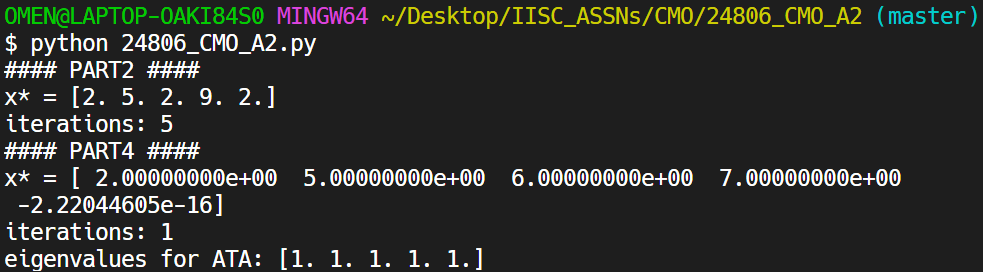 OMEN@LAPTOP-OAKI84S0 MINGW64 ~/Desktop/IISC_ASSNs/CMO/24806_CMO_A2 (master)
$ python 24806_CMO_A2.py
#### PART2 ####
x* = [2. 5. 2. 9. 2.]
iterations: 5
#### PART4 ####
x* = [ 2.00000000e+00  5.00000000e+00  6.00000000e+00  7.00000000e+00
 -2.22044605e-16]
iterations: 1
eigenvalues for ATA: [1. 1. 1. 1. 1.]